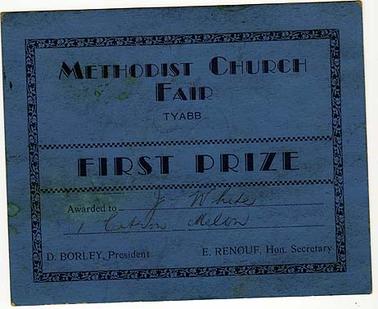 METHODIST CHURCH
FAIR
TYABB
FIRST PRIZE
Awarded to J White
1 Citron Melon
D. BORLEY, President E. RENOUF, Hon. Secretary